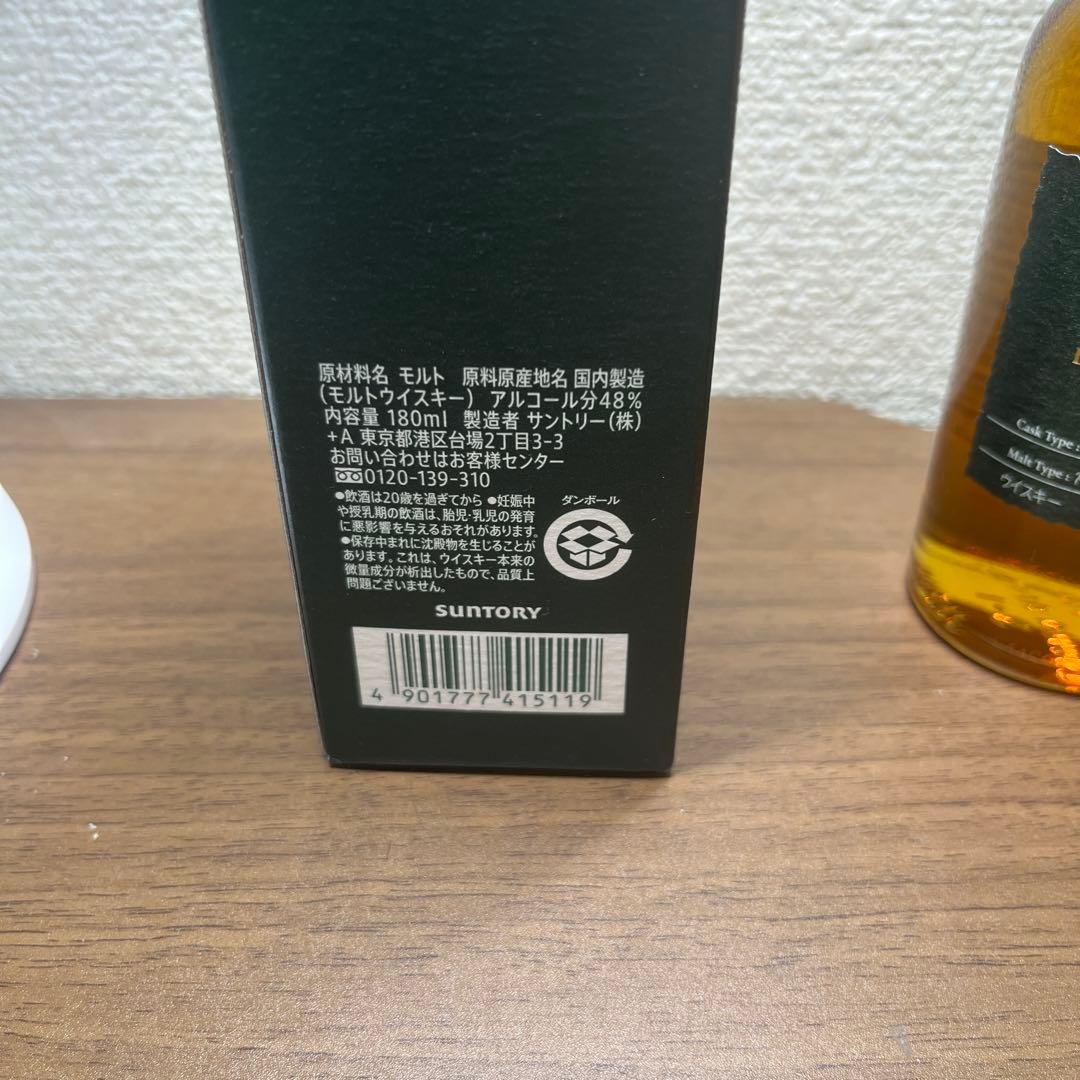 原材料名 モルト 原料原産地名 国内製造
(モルトウイスキー) アルコール分48%
内容量 180ml 製造者 サントリー(株)
+A 東京都港区台場2丁目3-3
お問い合わせはお客様センター
0120-139-310
●飲酒は20歳を過ぎてから ●妊娠中
や授乳期の飲酒は、胎児・乳児の発育
に悪影響を与えるおそれがあります。
●保存中まれに沈殿物を生じることが
あります。これは、ウイスキー本来の
微量成分が析出したもので、品質上
問題ございません。
ダンボール
SUNTORY
4 901777 415119
Cask Type :
Malt Type :
ウイスキー